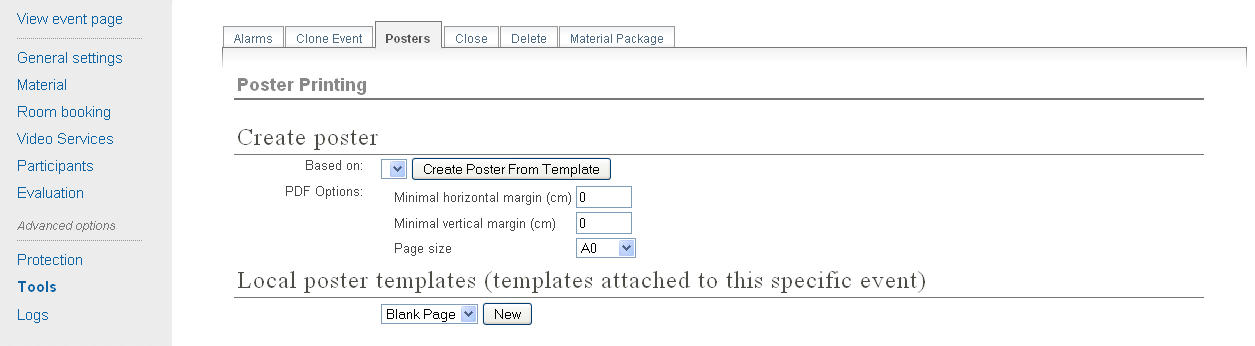 View event page
General settings
Material
Room booking
Video Services
Participants
Evaluation
Advanced options
Protection
Tools
Logs
Alarms Clone Event Posters Close Delete Material Package
Poster Printing
Create poster
Based on: Create Poster From Template
PDF Options:
Minimal horizontal margin (cm) 0
Minimal vertical margin (cm) 0
Page size A0
Local poster templates (templates attached to this specific event)
Blank Page New